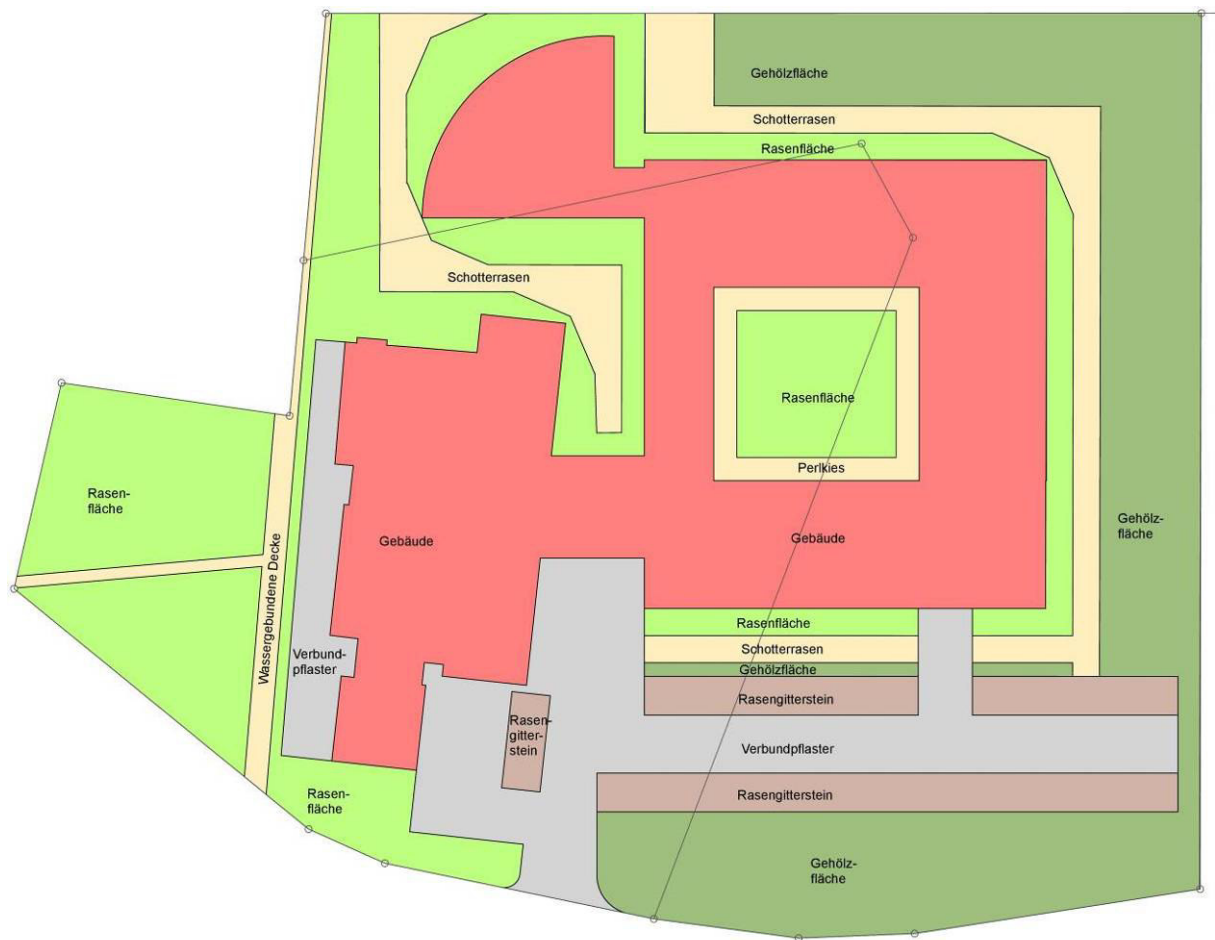 Gehölzfläche
Schotterrasen
Rasenfläche
Schotterrasen
Rasenfläche
Perlkies
Rasen-
fläche
Gebäude
Gebäude
Gehölz-
fläche
Wassergebundene Decke
Rasenfläche
Schotterrasen
Verbund-
pflaster
Gehölzfläche
Rasengitterstein
Rasen-
gitter-
stein
Verbundpflaster
Rasen-
fläche
Rasengitterstein
Gehölz-
fläche